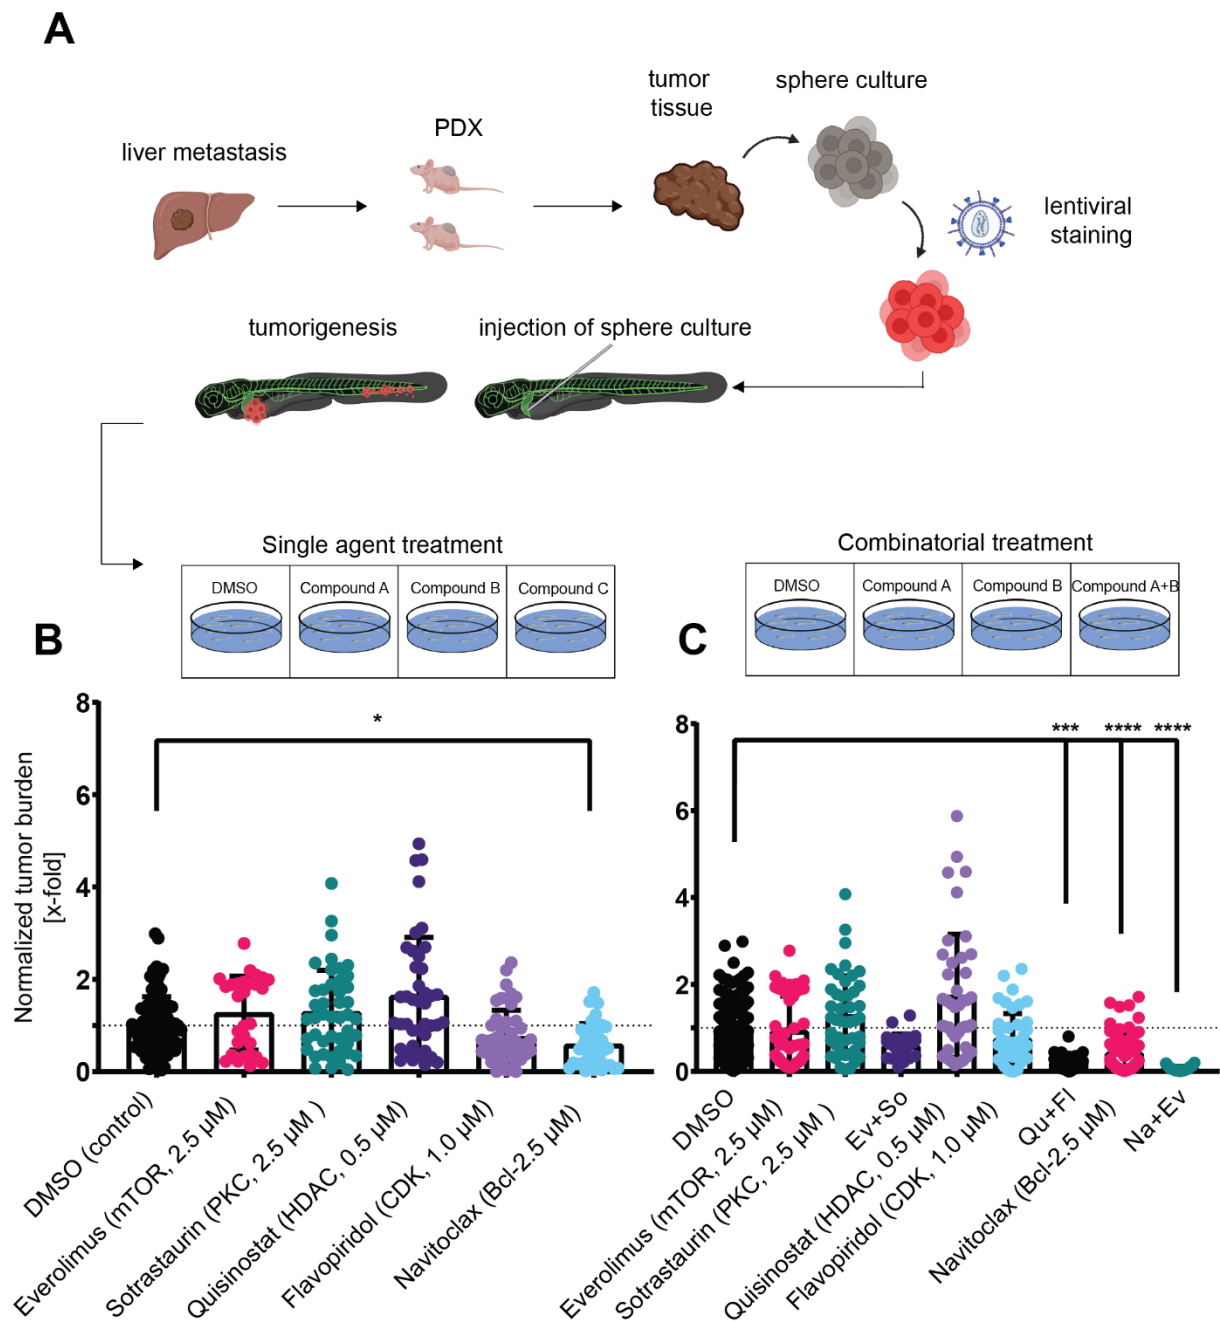 A
liver metastasis
PDX
tumor
tissue
sphere culture
lentiviral
staining
tumorigenesis
injection of sphere culture
Single agent treatment
DMSO
Compound A
Compound B
Compound C
Combinatorial treatment
DMSO
Compound A
Compound B
Compound A+B
B
Normalized tumor burden
[x-fold]
8
6
4
2
0
*
DMSO (control)
Everolimus (mTOR, 2.5 µM)
Sotrastaurin (PKC, 2.5 µM )
Quisinostat (HDAC, 0.5 µM)
Flavopiridol (CDK, 1.0 µM)
Navitoclax (Bcl-2.5 µM)
C
8
6
4
2
0
***
****
****
DMSO
Everolimus (mTOR, 2.5 µM)
Sotrastaurin (PKC, 2.5 µM )
Ev+So
Quisinostat (HDAC, 0.5 µM)
Flavopiridol (CDK, 1.0 µM)
Qu+Fl
Navitoclax (Bcl-2.5 µM)
Na+Ev